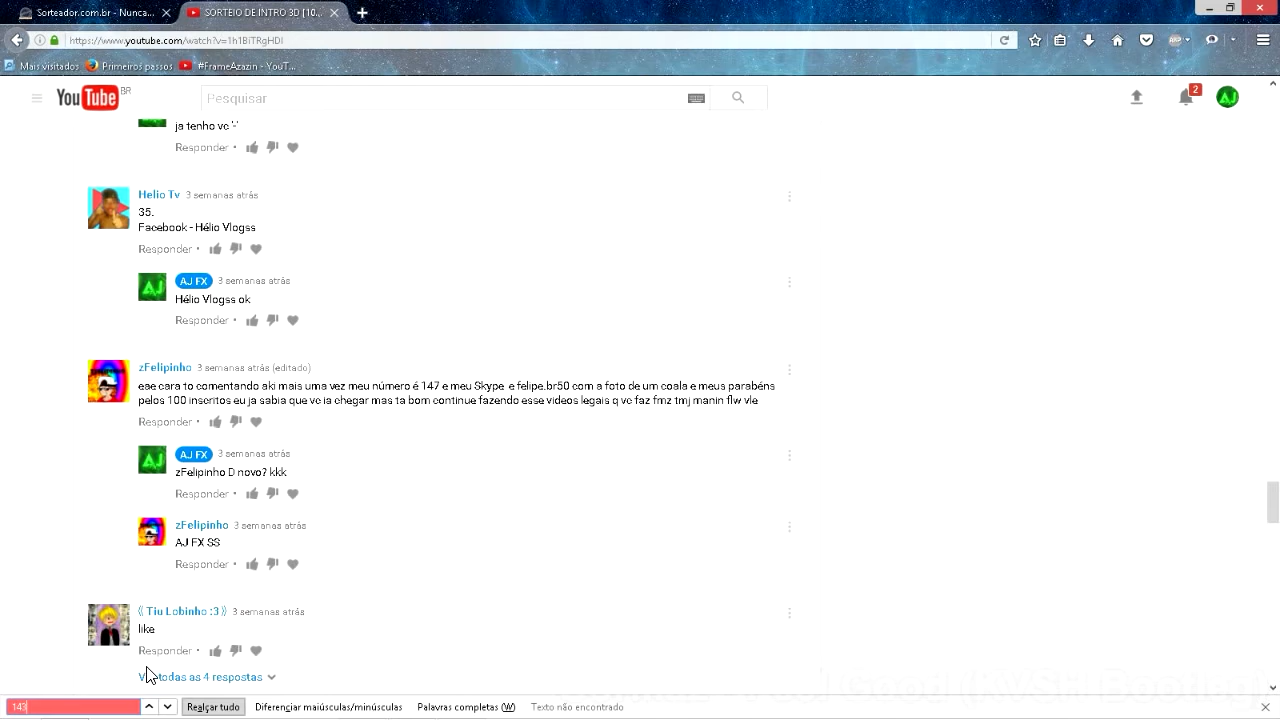 Sorteador.com.br - Nunca...
SORTEIO DE INTRO 3D [10...
https://www.youtube.com/watch?v=1h1BiTRgHDI
Mais visitados
Primeiros passos
#FrameAzazin - YouT...
YouTube BR
Pesquisar
2
AJ
ja tenho ve '-'
Responder •
Helio Tv 3 semanas atrás
35.
Facebook - Hélio Vlogss
Responder •
AJ FX 3 semanas atrás
Hélio Vlogss ok
Responder •
zFelipinho 3 semanas atrás (editado)
eae cara to comentando aki mais uma vez meu número é 147 e meu Skype e felipe.br50 com a foto de um coala e meus parabéns
pelos 100 inscritos eu ja sabia que vc ia chegar mas ta bom continue fazendo esse videos legais q vc faz fmz tmj manin flw vle
Responder •
AJ FX 3 semanas atrás
zFelipinho D novo? kkk
Responder •
zFelipinho 3 semanas atrás
AJ FX SS
Responder •
⟪ Tiu Lobinho :3 ⟫ 3 semanas atrás
like
Responder •
todas as 4 respostas
143
Realçar tudo
Diferençiar maiúsculas/minúsculas
Palavras completas (W)
Texto não encontrado